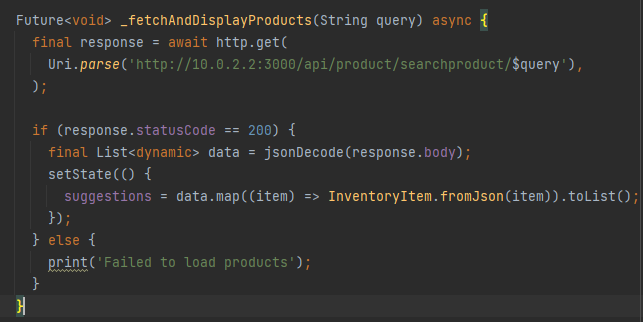 Future<void> _fetchAndDisplayProducts(String query) async {
  final response = await http.get(
    Uri.parse('http://10.0.2.2:3000/api/product/searchproduct/$query'),
  );

  if (response.statusCode == 200) {
    final List<dynamic> data = jsonDecode(response.body);
    setState(() {
      suggestions = data.map((item) => InventoryItem.fromJson(item)).toList();
    });
  } else {
    print('Failed to load products');
  }
}